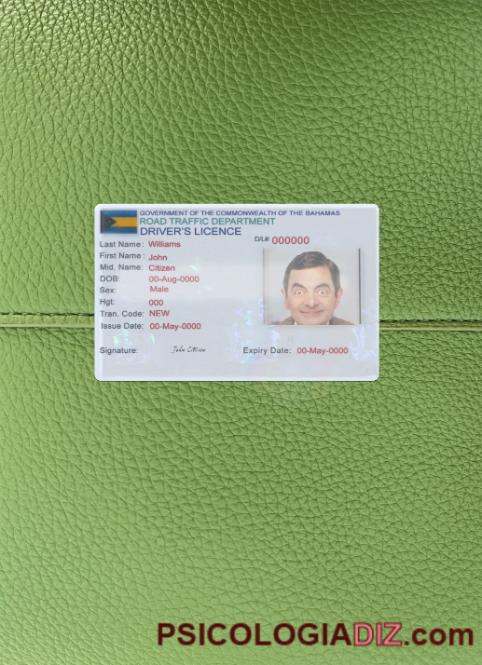 GOVERNMENT OF THE COMMONWEALTH OF THE BAHAMAS
ROAD TRAFFIC DEPARTMENT
DRIVER'S LICENCE
D/L# 000000
Last Name: Williams
First Name: John
Mid. Name: Citizen
DOB: 00-Aug-0000
Sex: Male
Hgt: 000
Tran. Code: NEW
Issue Date: 00-May-0000
Signature: John Citizen Expiry Date: 00-May-0000
PSICOLOGIADIZ.com